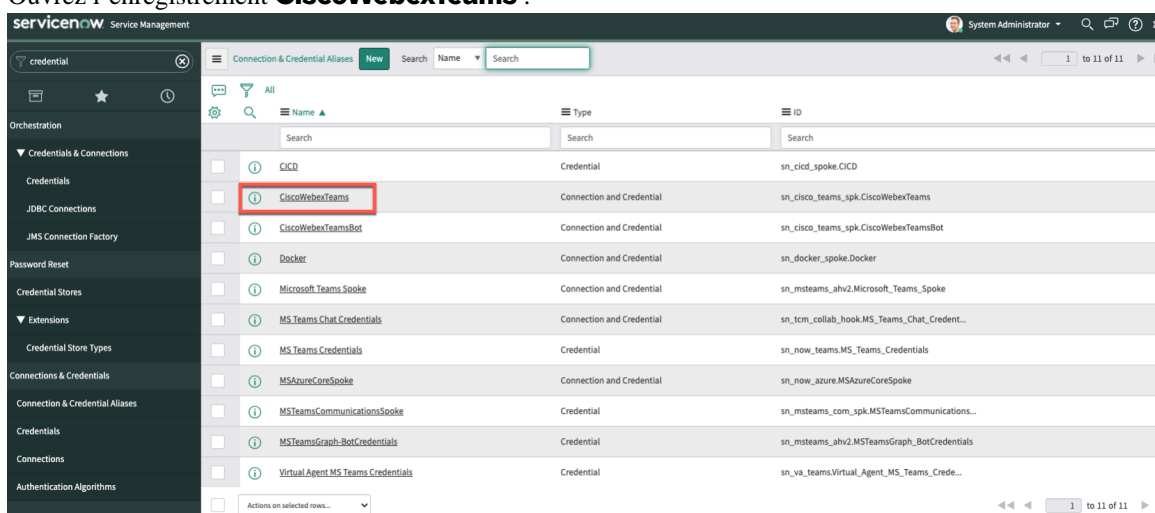 Ouvrez l'enregistrement CiscoWebexTeams :
servicenow Service Management
System Administrator
credential
Connection & Credential Aliases New Search Name Search
1 to 11 of 11
All
Name Type ID
Search Search Search
Orchestration
Credentials & Connections
Credentials
JDBC Connections
JMS Connection Factory
Password Reset
Credential Stores
Extensions
Credential Store Types
Connections & Credentials
Connection & Credential Aliases
Credentials
Connections
Authentication Algorithms
CICD Credential sn_cicd_spoke.CICD
CiscoWebexTeams Connection and Credential sn_cisco_teams_spk.CiscoWebexTeams
CiscoWebexTeamsBot Connection and Credential sn_cisco_teams_spk.CiscoWebexTeamsBot
Docker Connection and Credential sn_docker_spoke.Docker
Microsoft Teams Spoke Connection and Credential sn_msteams_ahv2.Microsoft_Teams_Spoke
MS Teams Chat Credentials Connection and Credential sn_tcm_collab_hook.MS_Teams_Chat_Credent...
MS Teams Credentials Credential sn_now_teams.MS_Teams_Credentials
MSAzureCoreSpoke Connection and Credential sn_now_azure.MSAzureCoreSpoke
MSTeamsCommunicationsSpoke Credential sn_msteams_com_spk.MSTeamsCommunications...
MSTeamsGraph-BotCredentials Credential sn_msteams_ahv2.MSTeamsGraph_BotCredentials
Virtual Agent MS Teams Credentials Credential sn_va_teams.Virtual_Agent_MS_Teams_Crede...
Actions on selected rows...
1 to 11 of 11